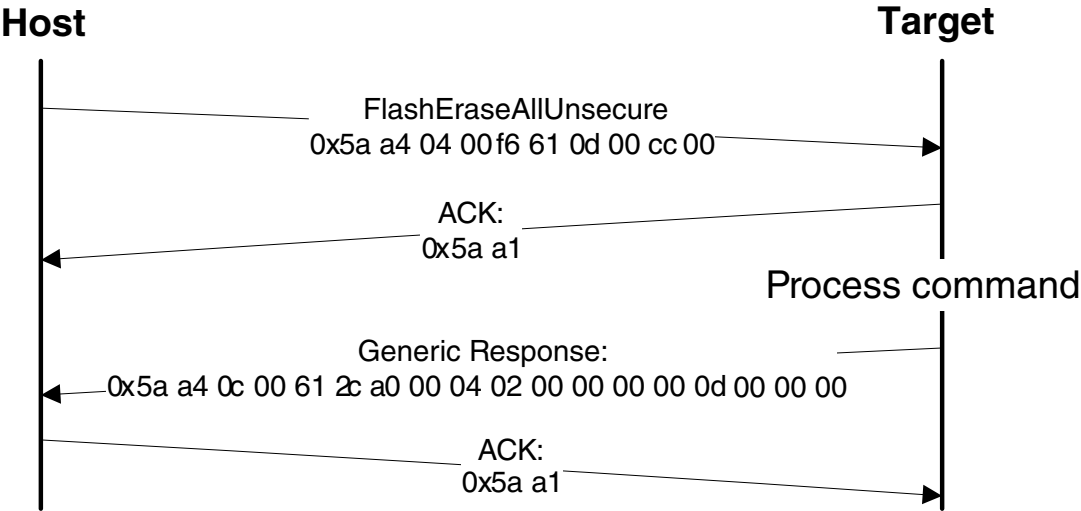 Host
Target
FlashEraseAllUnsecure
0x5a a4 04 00 f6 61 0d 00 cc 00
ACK:
0x5a a1
Process command
Generic Response:
0x5a a4 0c 00 61 2c a0 00 04 02 00 00 00 00 0d 00 00 00
ACK:
0x5a a1